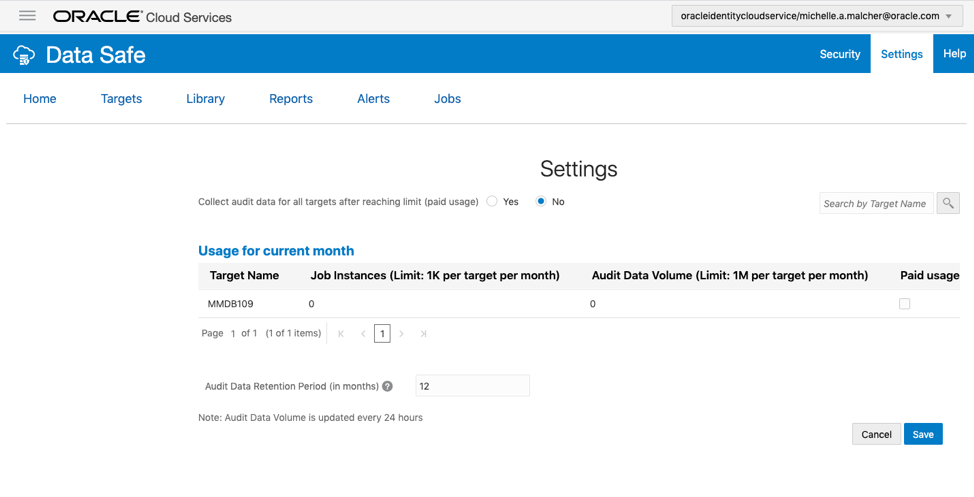 ORACLE® Cloud Services
oracleidentitycloudservice/michelle.a.malcher@oracle.com
Data Safe
Security Settings Help
Home Targets Library Reports Alerts Jobs
Settings
Collect audit data for all targets after reaching limit (paid usage) Yes No
Search by Target Name
Usage for current month
Target Name Job Instances (Limit: 1K per target per month) Audit Data Volume (Limit: 1M per target per month) Paid usage
MMDB109 0 0
Page 1 of 1 (1 of 1 items) 1
Audit Data Retention Period (in months) ? 12
Note: Audit Data Volume is updated every 24 hours
Cancel Save